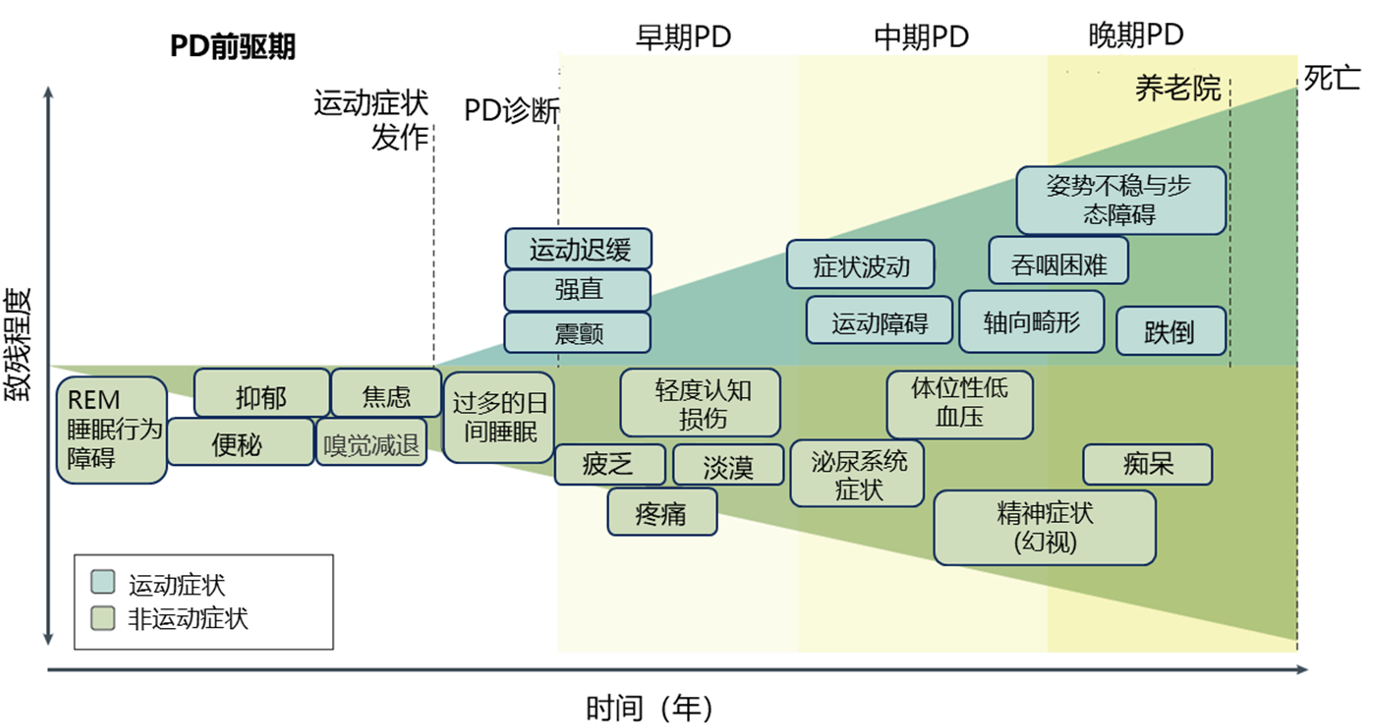 PD前驱期
早期PD
中期PD
晚期PD
运动症状
发作
PD诊断
养老院
死亡
致残程度
姿势不稳与步
态障碍
运动迟缓
强直
震颤
症状波动
吞咽困难
运动障碍
轴向畸形
跌倒
REM
睡眠行为
障碍
抑郁
焦虑
便秘
嗅觉减退
过多的日
间睡眠
轻度认知
损伤
体位性低
血压
疲乏
淡漠
泌尿系统
症状
痴呆
疼痛
精神症状
(幻视)
运动症状
非运动症状
时间（年）